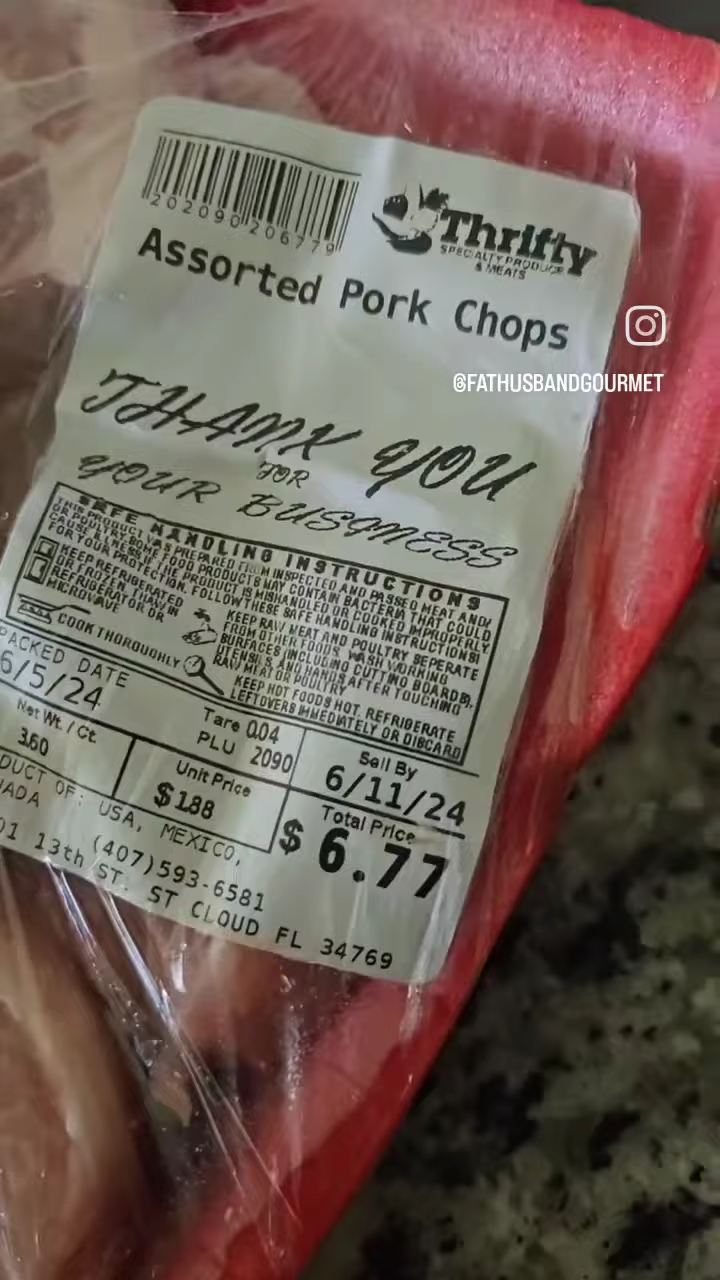 202090206779
Thrifty
SPECIALTY PRODUCE
& MEATS
Assorted Pork Chops
@FATHUSBANDGOURMET
THANK YOU
FOR
YOUR BUSINESS
SAFE HANDLING INSTRUCTIONS
THIS PRODUCT WAS PREPARED FROM INSPECTED AND PASSED MEAT AND/
OR POULTRY. SOME FOOD PRODUCTS MAY CONTAIN BACTERIA THAT COULD
CAUSE ILLNESS IF THE PRODUCT IS MISHANDLED OR COOKED IMPROPERLY.
FOR YOUR PROTECTION, FOLLOW THESE SAFE HANDLING INSTRUCTIONS!
KEEP REFRIGERATED
OR FROZEN. THAW IN
REFRIGERATOR OR
MICROWAVE
KEEP RAW MEAT AND POULTRY SEPERATE
FROM OTHER FOODS. WASH WORKING
SURFACES (INCLUDING CUTTING BOARDS),
UTENSILS, AND HANDS AFTER TOUCHING
RAW MEAT OR POULTRY
COOK THOROUGHLY
KEEP HOT FOODS HOT. REFRIGERATE
LEFTOVERS IMMEDIATELY OR DISCARD
PACKED DATE
6/5/24
Tare 0.04
PLU 2090
Sell By
6/11/24
Net Wt. / Ct.
3.60
Unit Price
$1.88
Total Price
$6.77
DUCT OF: USA, MEXICO,
NADA
(407)593-6581
01 13th ST. ST CLOUD FL 34769